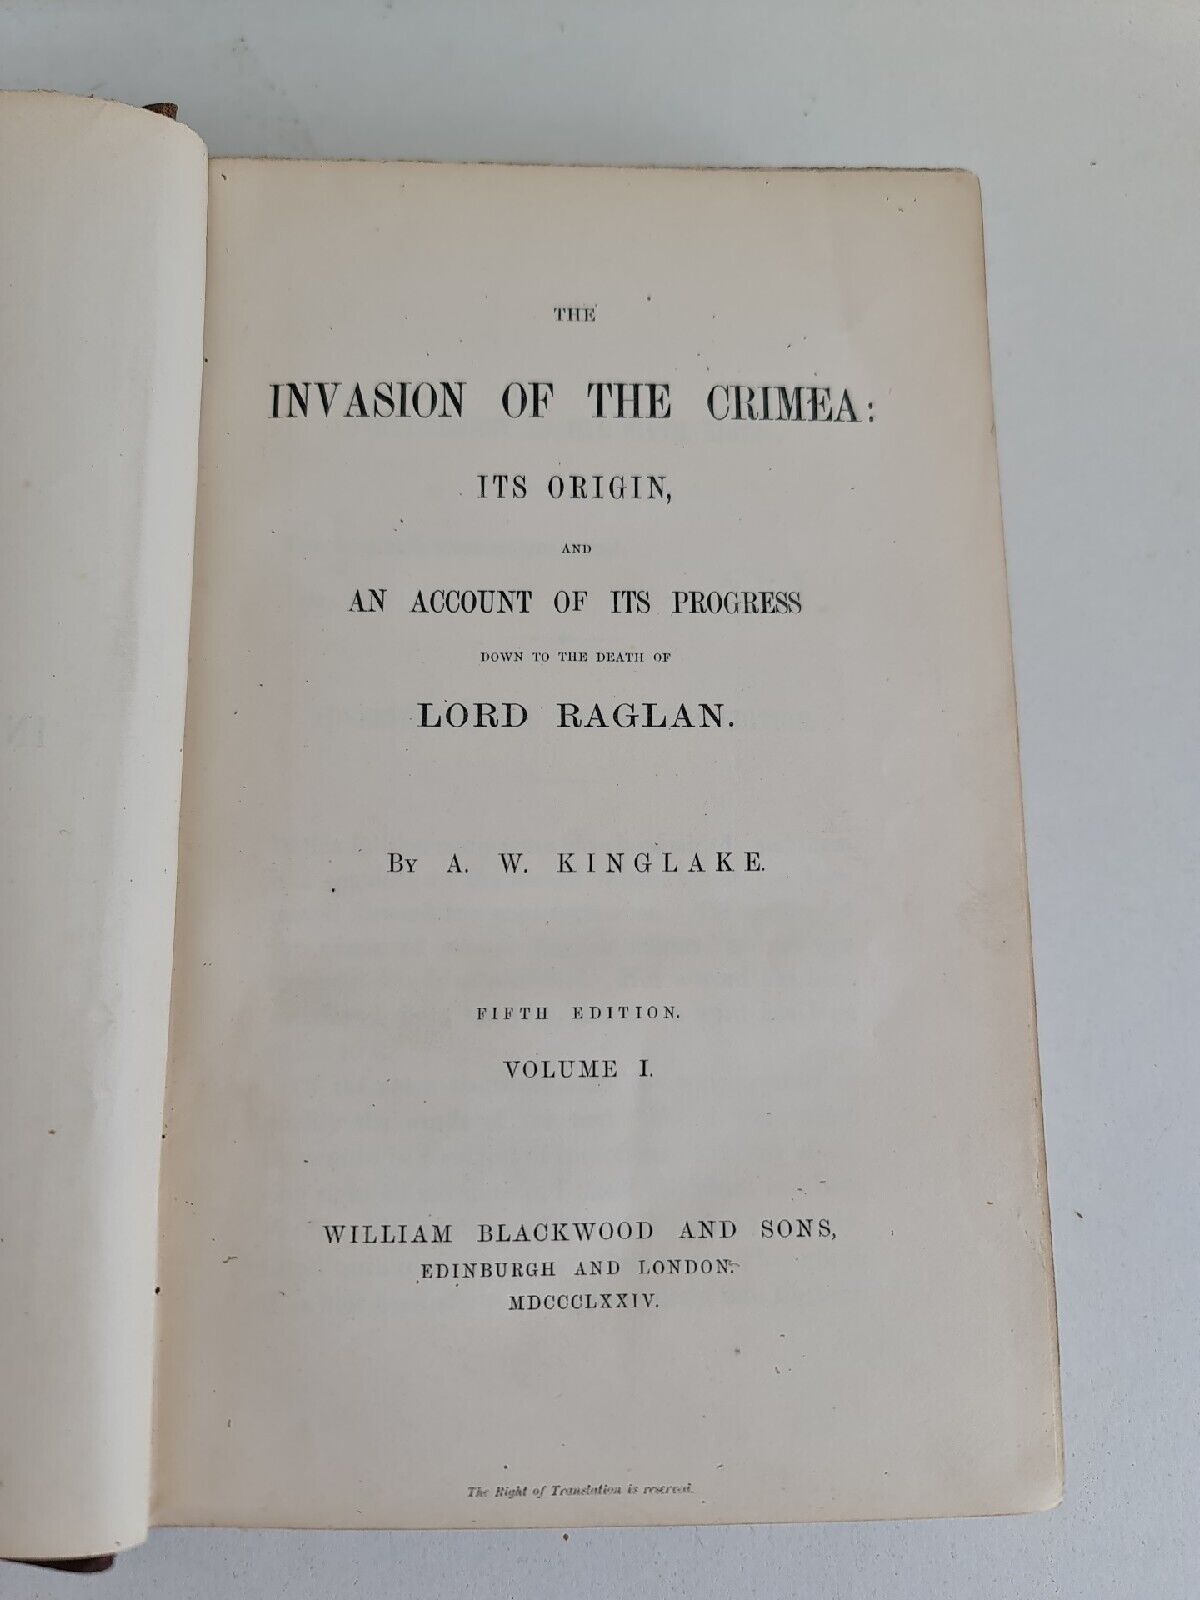 THE
INVASION OF THE CRIMEA:
ITS ORIGIN,
AND
AN ACCOUNT OF ITS PROGRESS
DOWN TO THE DEATH OF
LORD RAGLAN.
BY A. W. KINGLAKE.
FIFTH EDITION.
VOLUME I.
WILLIAM BLACKWOOD AND SONS,
EDINBURGH AND LONDON.
MDCCCLXXIV.
The Right of Translation is reserved.